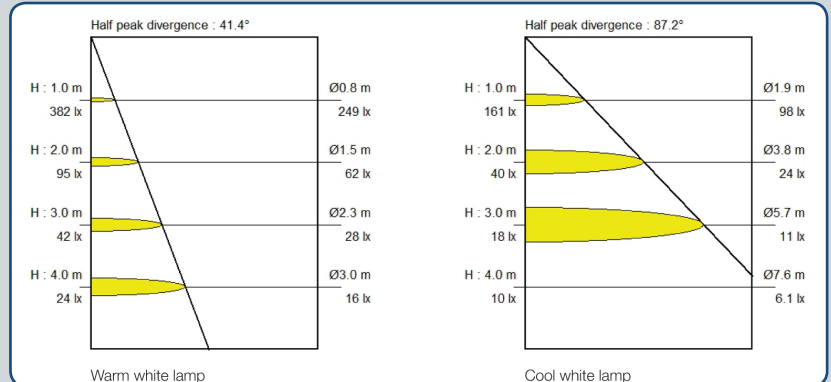 Half peak divergence : 41.4°
H : 1.0 m
382 lx
Ø0.8 m
249 lx
H : 2.0 m
95 lx
Ø1.5 m
62 lx
H : 3.0 m
42 lx
Ø2.3 m
28 lx
H : 4.0 m
24 lx
Ø3.0 m
16 lx
Warm white lamp
Half peak divergence : 87.2°
H : 1.0 m
161 lx
Ø1.9 m
98 lx
H : 2.0 m
40 lx
Ø3.8 m
24 lx
H : 3.0 m
18 lx
Ø5.7 m
11 lx
H : 4.0 m
10 lx
Ø7.6 m
6.1 lx
Cool white lamp